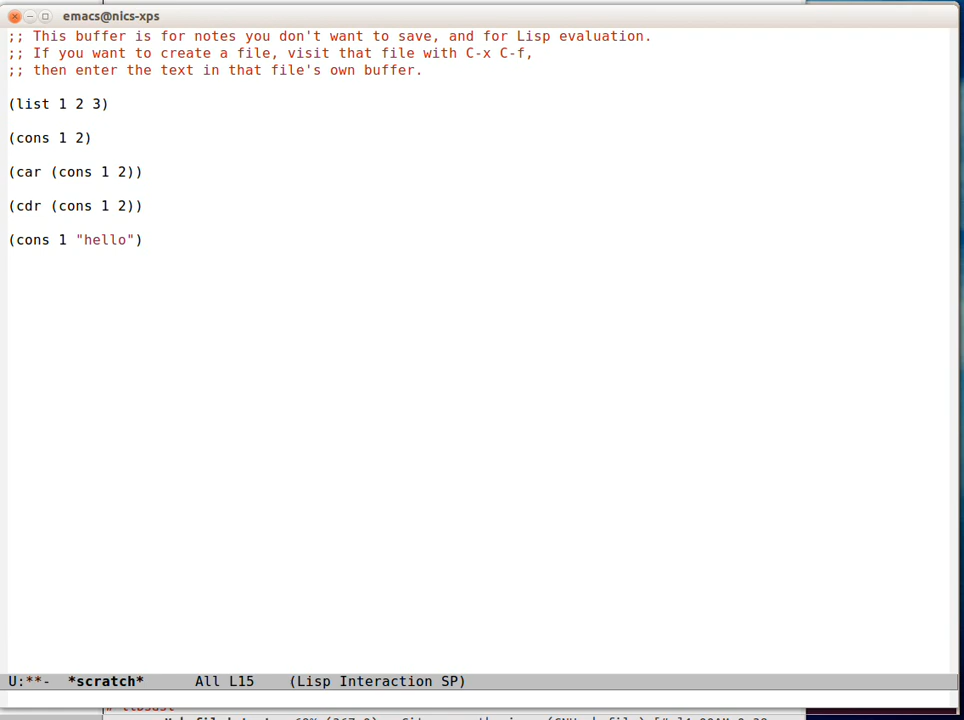 emacs@nics-xps
;; This buffer is for notes you don't want to save, and for Lisp evaluation.
;; If you want to create a file, visit that file with C-x C-f,
;; then enter the text in that file's own buffer.
(list 1 2 3)
(cons 1 2)
(car (cons 1 2))
(cdr (cons 1 2))
(cons 1 "hello")
U:**-  *scratch*      All L15    (Lisp Interaction SP)